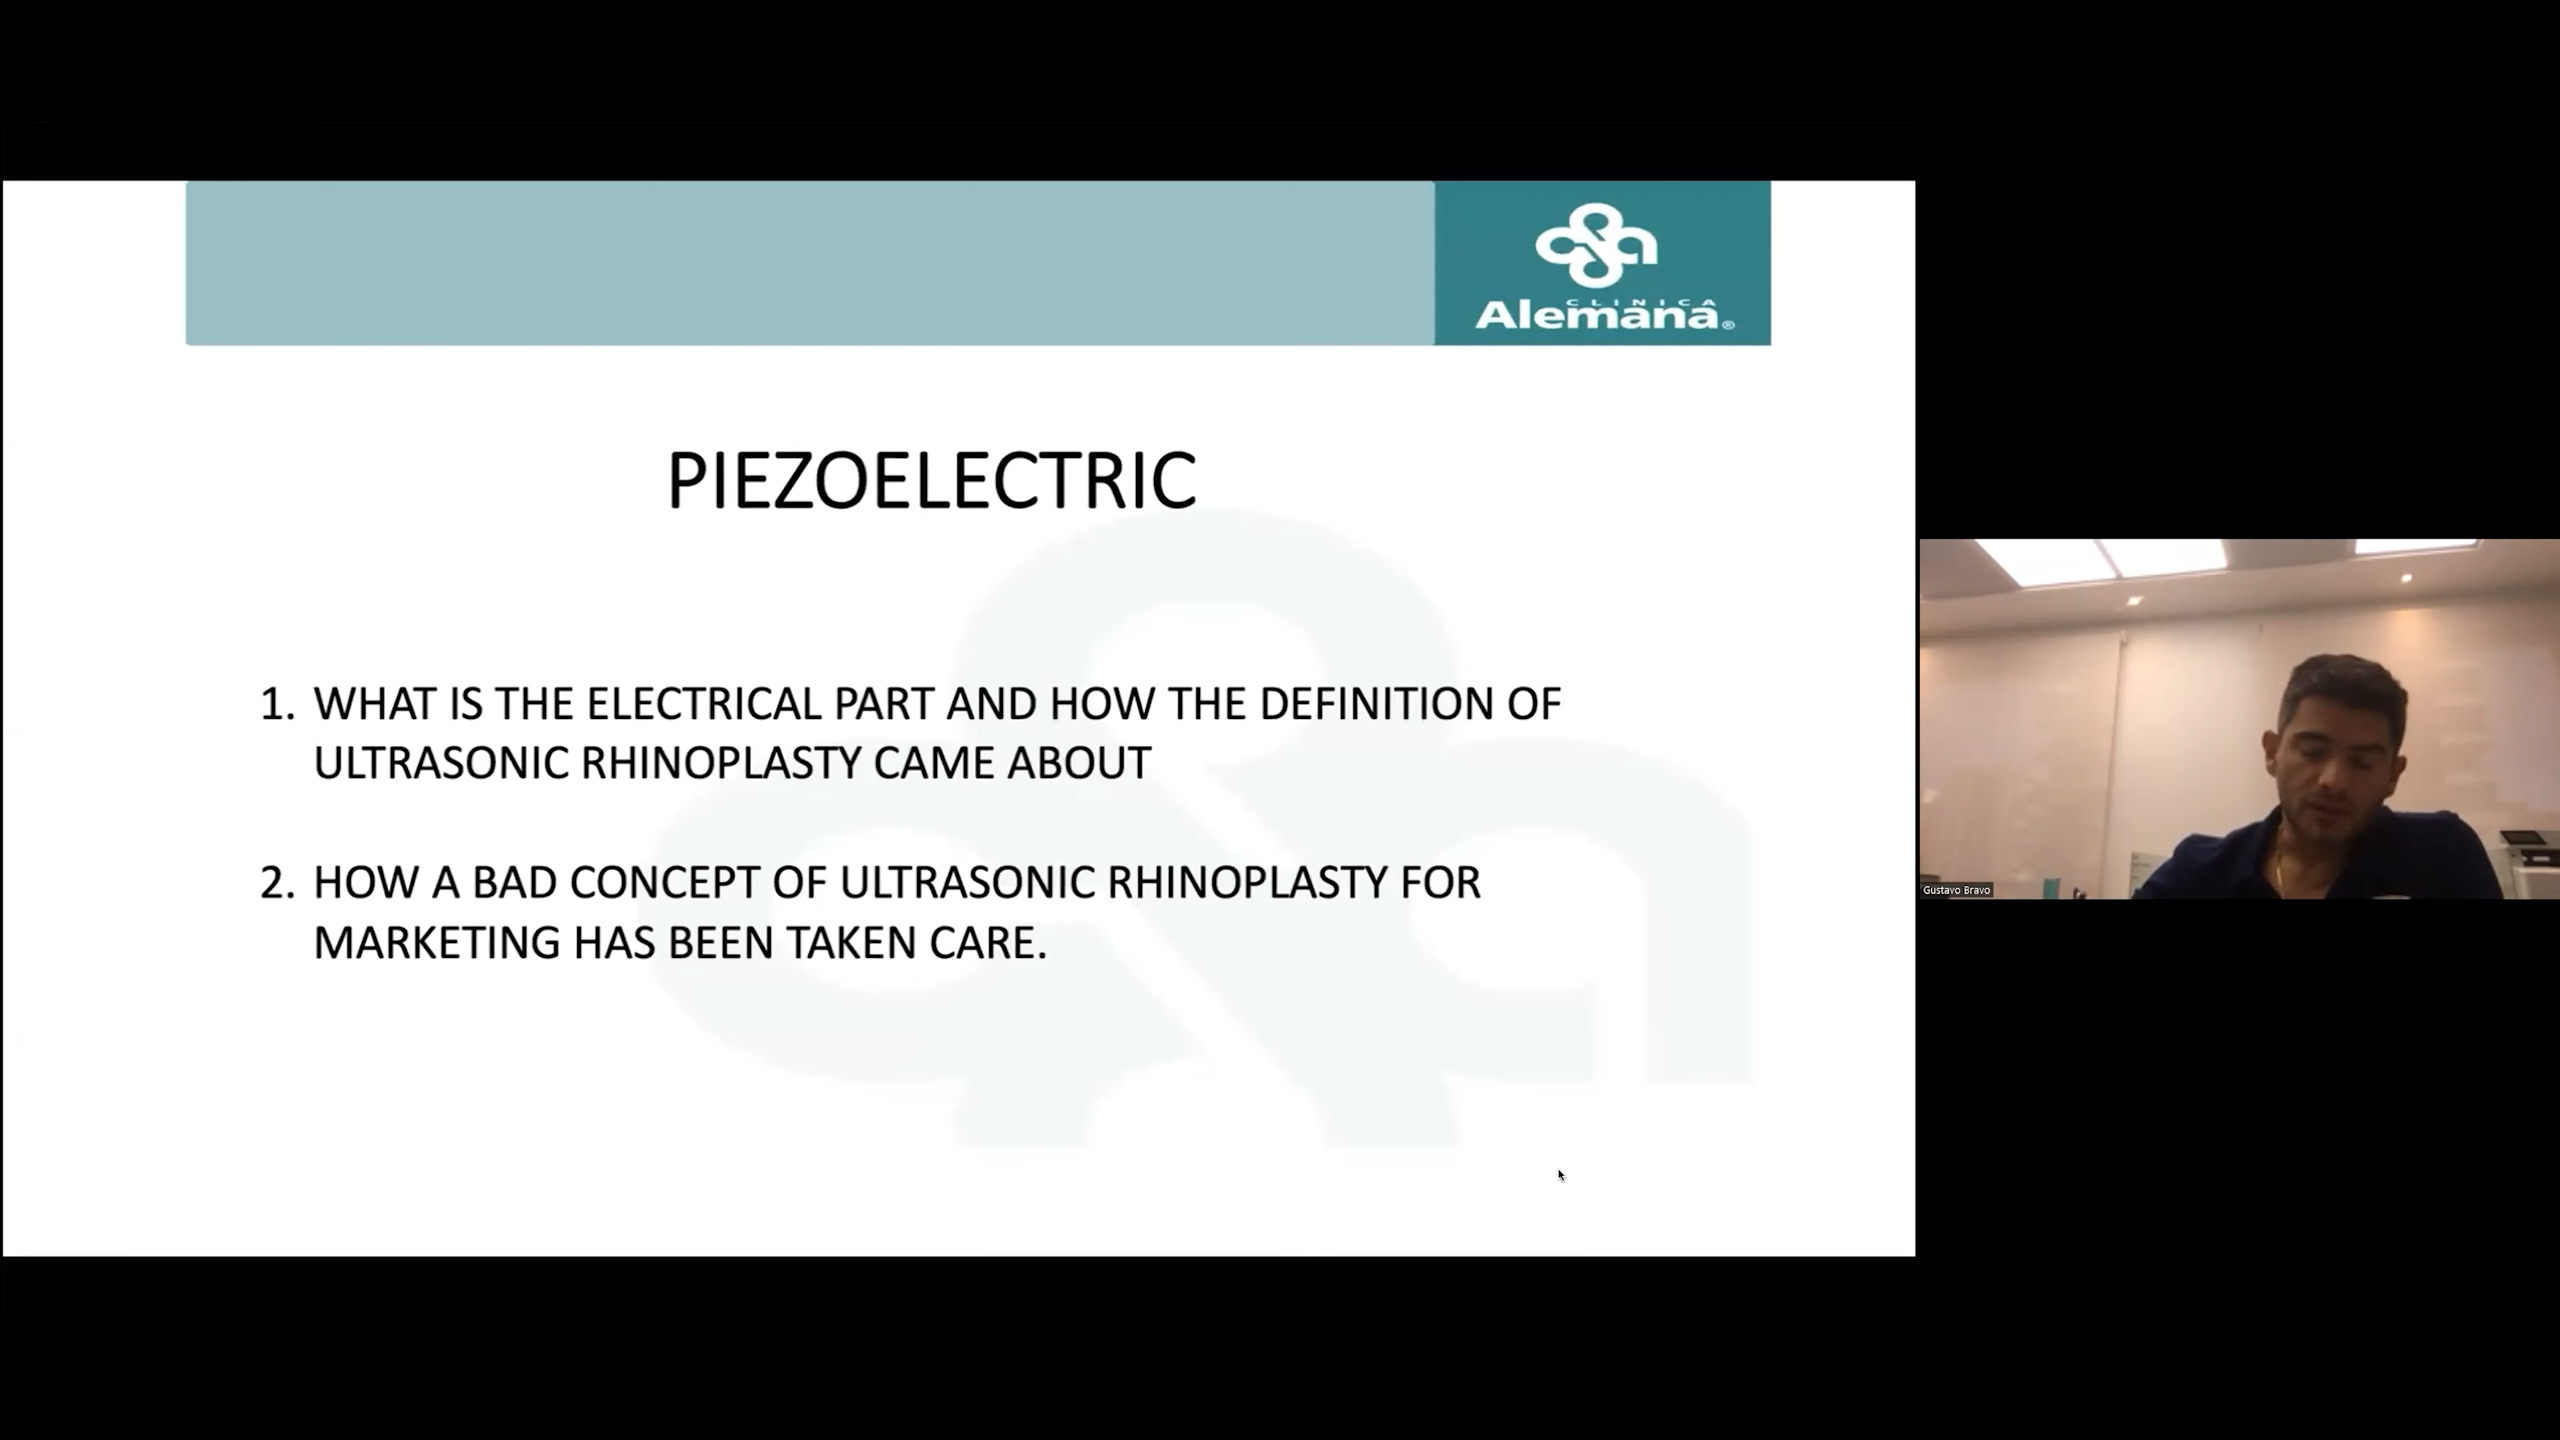 CLINICA
Alemana®
PIEZOELECTRIC
1. WHAT IS THE ELECTRICAL PART AND HOW THE DEFINITION OF
ULTRASONIC RHINOPLASTY CAME ABOUT
2. HOW A BAD CONCEPT OF ULTRASONIC RHINOPLASTY FOR
MARKETING HAS BEEN TAKEN CARE.
Gustavo Bravo